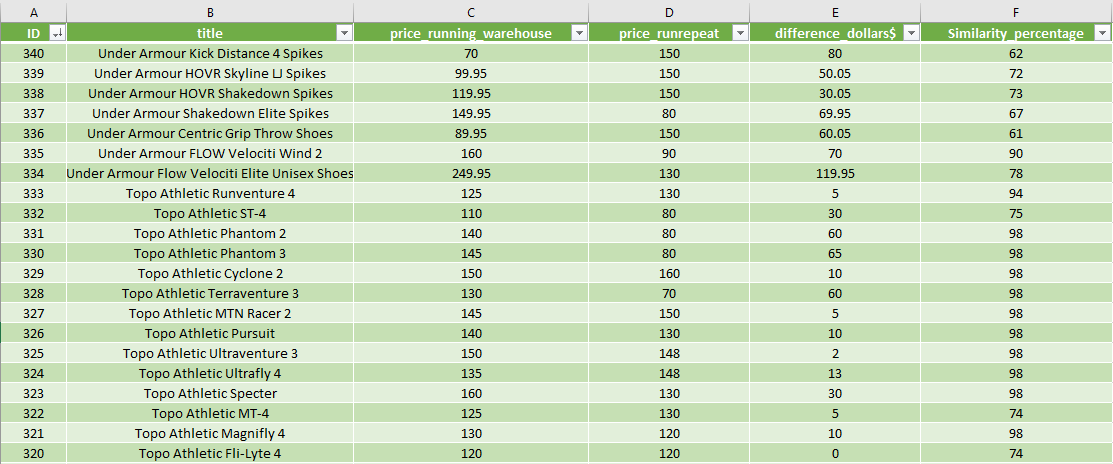 A B C D E F
ID title price_running_warehouse price_runrepeat difference_dollars$ Similarity_percentage
340 Under Armour Kick Distance 4 Spikes 70 150 80 62
339 Under Armour HOVR Skyline LJ Spikes 99.95 150 50.05 72
338 Under Armour HOVR Shakedown Spikes 119.95 150 30.05 73
337 Under Armour Shakedown Elite Spikes 149.95 80 69.95 67
336 Under Armour Centric Grip Throw Shoes 89.95 150 60.05 61
335 Under Armour FLOW Velociti Wind 2 160 90 70 90
334 Under Armour Flow Velociti Elite Unisex Shoes 249.95 130 119.95 78
333 Topo Athletic Runventure 4 125 130 5 94
332 Topo Athletic ST-4 110 80 30 75
331 Topo Athletic Phantom 2 140 80 60 98
330 Topo Athletic Phantom 3 145 80 65 98
329 Topo Athletic Cyclone 2 150 160 10 98
328 Topo Athletic Terraventure 3 130 70 60 98
327 Topo Athletic MTN Racer 2 145 150 5 98
326 Topo Athletic Pursuit 140 130 10 98
325 Topo Athletic Ultraventure 3 150 148 2 98
324 Topo Athletic Ultrafly 4 135 148 13 98
323 Topo Athletic Specter 160 130 30 98
322 Topo Athletic MT-4 125 130 5 74
321 Topo Athletic Magnifly 4 130 120 10 98
320 Topo Athletic Fli-Lyte 4 120 120 0 74